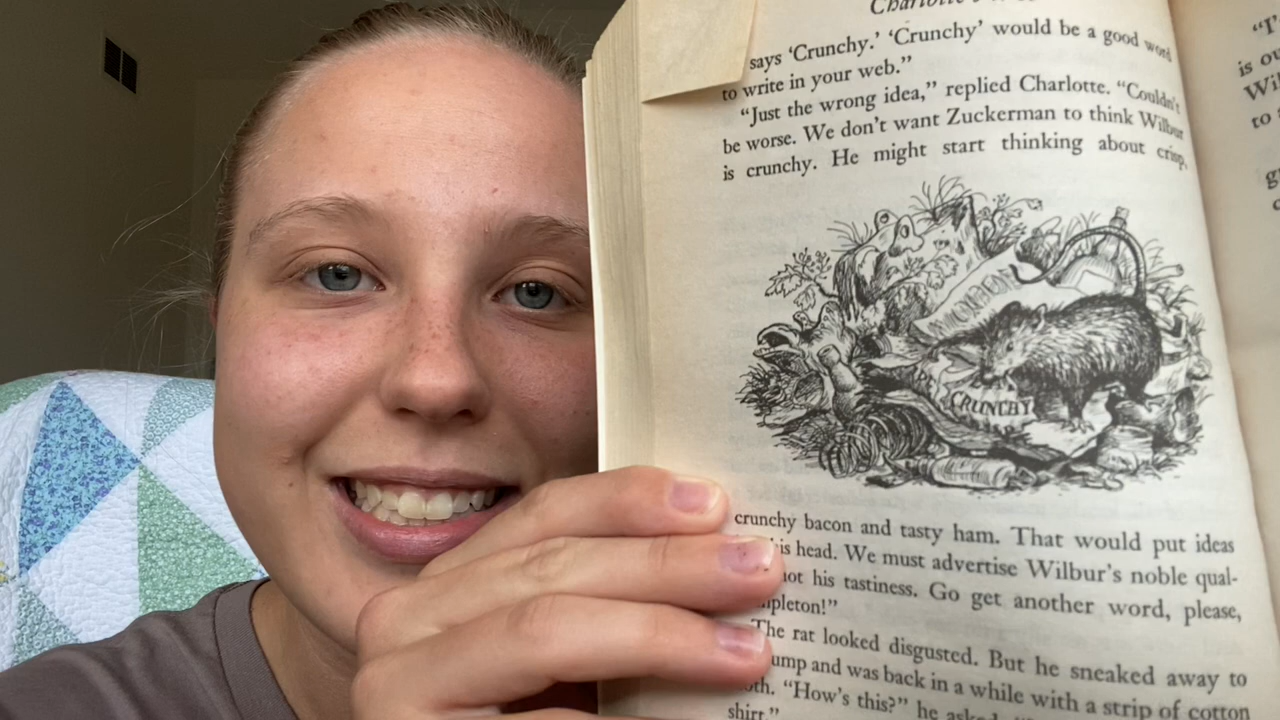 Charlotte's
says 'Crunchy.' 'Crunchy' would be a good word
to write in your web."
"Just the wrong idea," replied Charlotte. "Couldn't
be worse. We don't want Zuckerman to think Wilbur
is crunchy. He might start thinking about crisp,
CRUNCHY
crunchy bacon and tasty ham. That would put ideas
his head. We must advertise Wilbur's noble qual-
not his tastiness. Go get another word, please,
The rat looked disgusted. But he sneaked away to
and was back in a while with a strip of cotton
"How's this?" he asked.
shirt."
"T
is ou
Wil
to